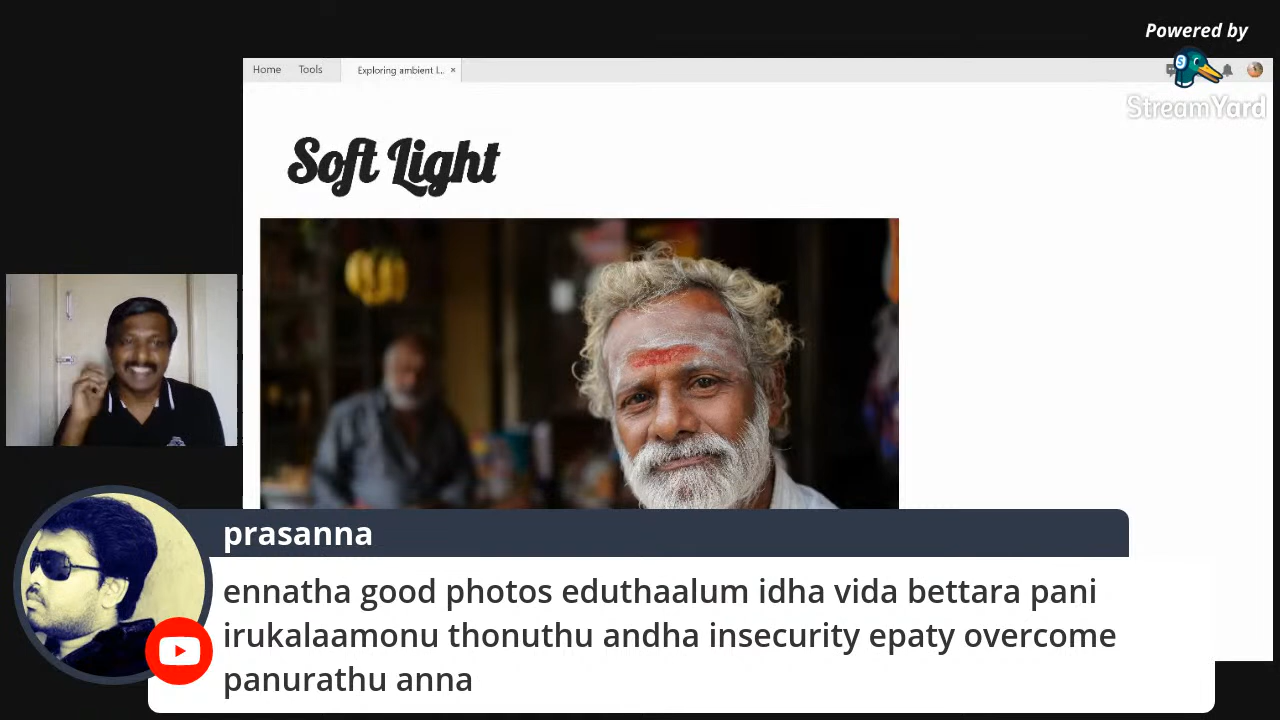 Powered by
StreamYard
Home Tools Exploring ambient l... ×
Soft Light
prasanna
ennatha good photos eduthaalum idha vida bettara pani
irukalaamonu thonuthu andha insecurity epaty overcome
panurathu anna